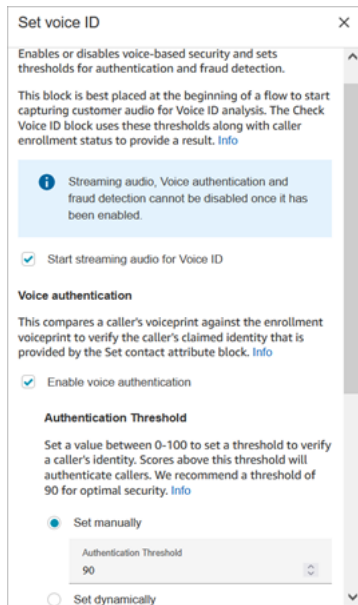 Set voice ID
Enables or disables voice-based security and sets
thresholds for authentication and fraud detection.
This block is best placed at the beginning of a flow to start
capturing customer audio for Voice ID analysis. The Check
Voice ID block uses these thresholds along with caller
enrollment status to provide a result. Info
Streaming audio, Voice authentication and
fraud detection cannot be disabled once it has
been enabled.
Start streaming audio for Voice ID
Voice authentication
This compares a caller's voiceprint against the enrollment
voiceprint to verify the caller's claimed identity that is
provided by the Set contact attribute block. Info
Enable voice authentication
Authentication Threshold
Set a value between 0-100 to set a threshold to verify
a caller's identity. Scores above this threshold will
authenticate callers. We recommend a threshold of
90 for optimal security. Info
Set manually
Authentication Threshold
90
Set dynamically